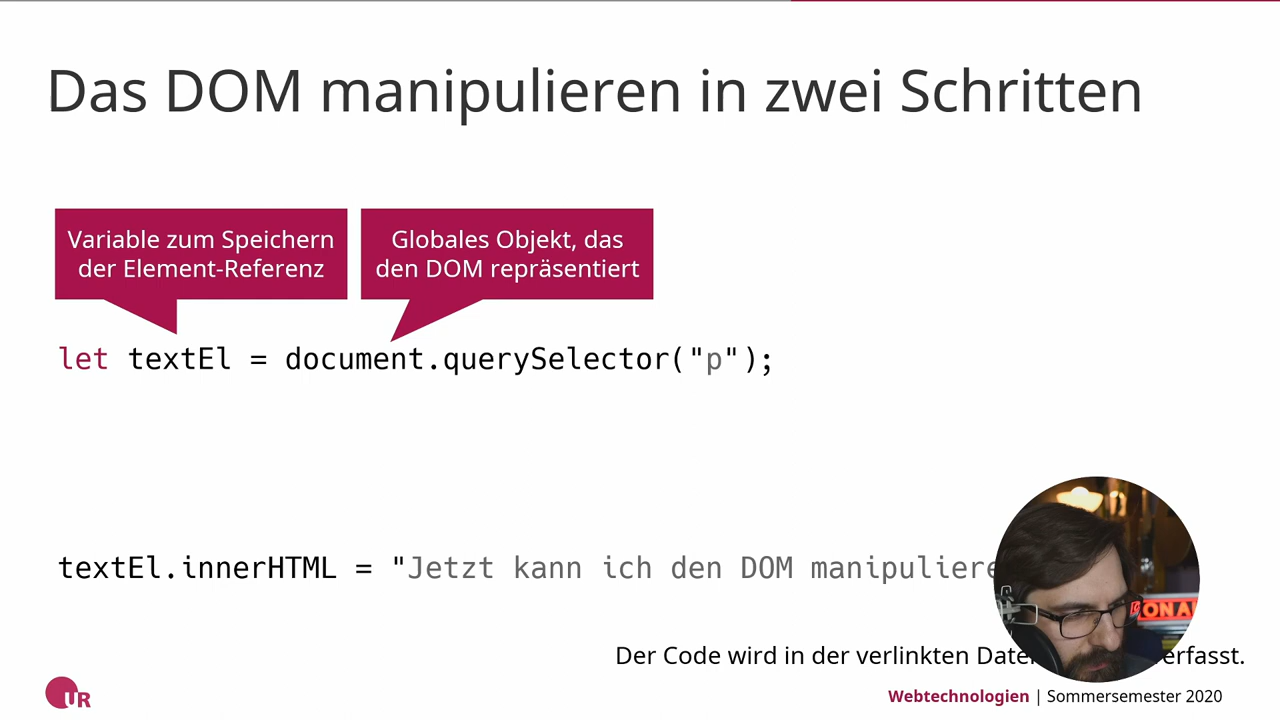 Das DOM manipulieren in zwei Schritten
Variable zum Speichern
der Element-Referenz
Globales Objekt, das
den DOM repräsentiert
let textEl = document.querySelector("p");
textEl.innerHTML = "Jetzt kann ich den DOM
ON A
Der Code wird in der verlinkten
UR
Webtechnologien | Sommersemester 2020